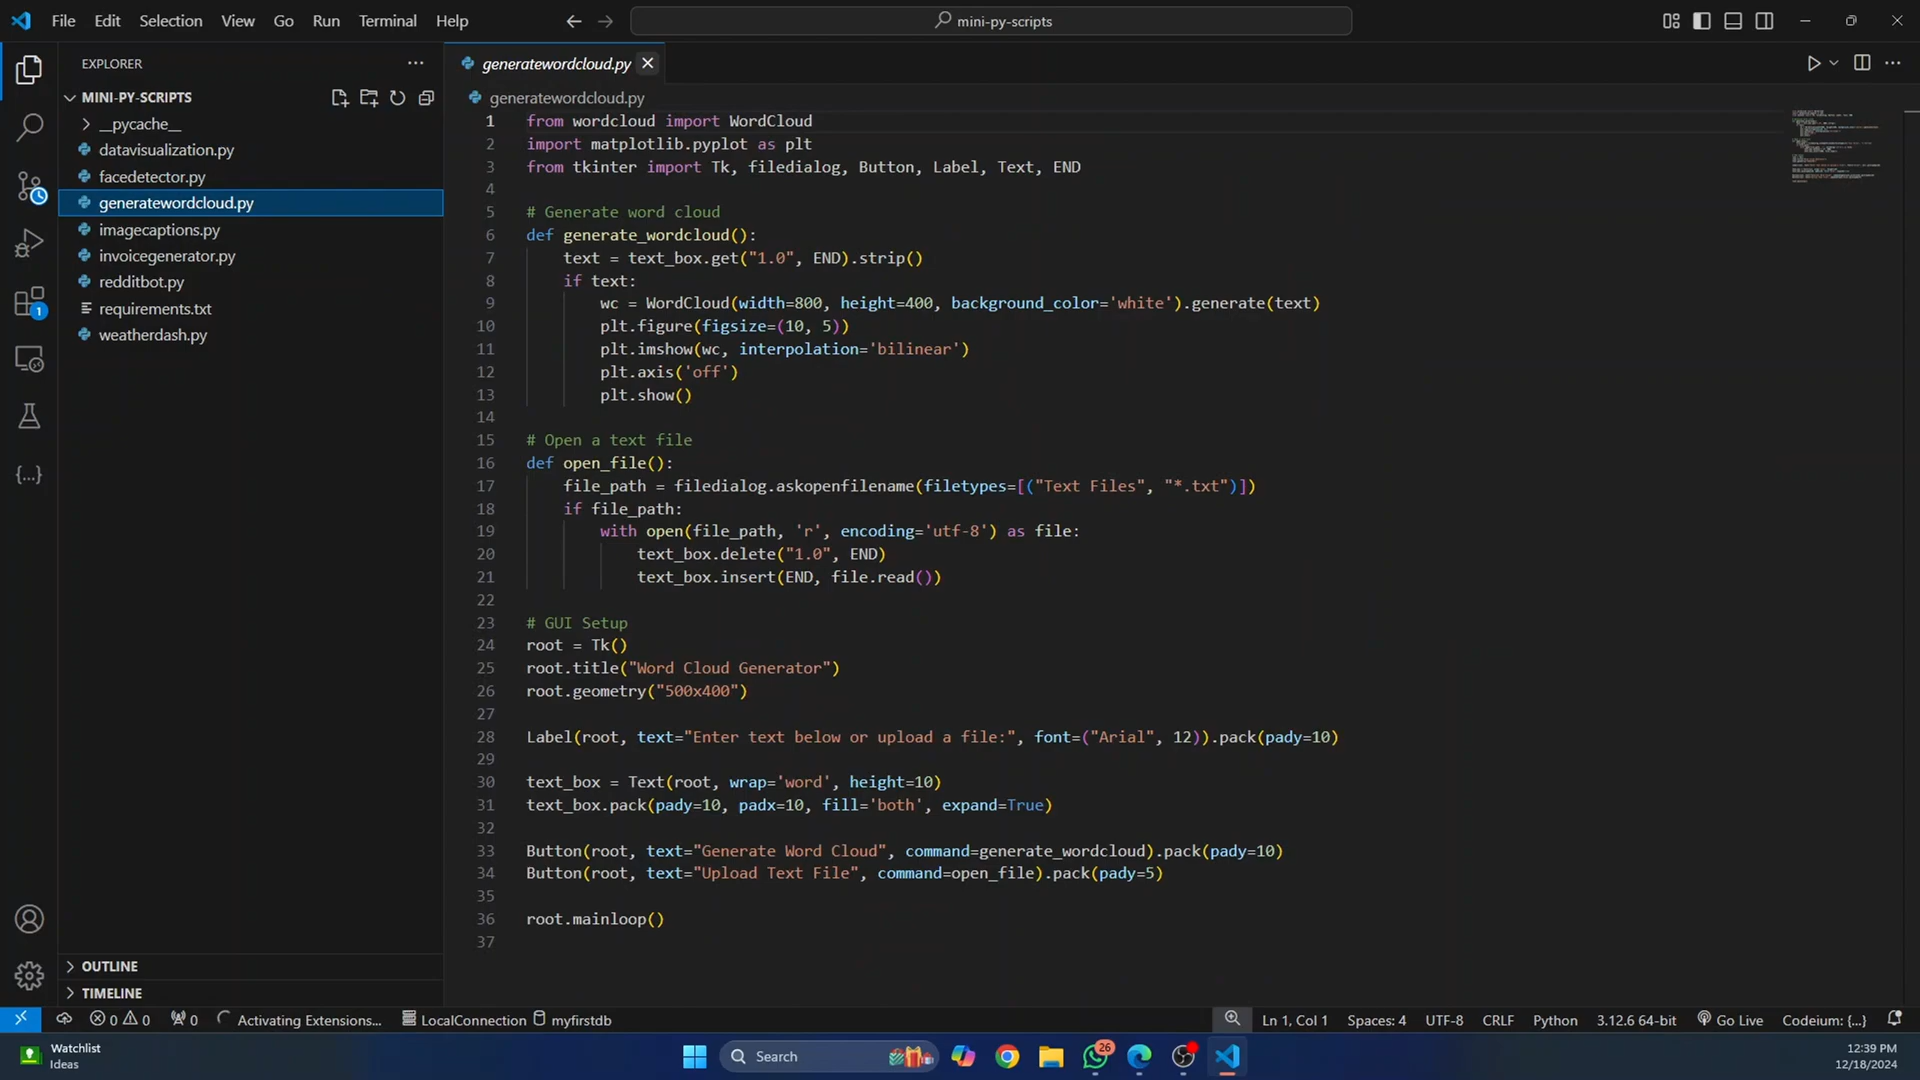 File Edit Selection View Go Run Terminal Help
mini-py-scripts
EXPLORER
MINI-PY-SCRIPTS
__pycache__
datavisualization.py
facedetector.py
generatewordcloud.py
imagecaptions.py
invoicegenerator.py
redditbot.py
requirements.txt
weatherdash.py
OUTLINE
TIMELINE
1
generatewordcloud.py
generatewordcloud.py
1 from wordcloud import WordCloud
2 import matplotlib.pyplot as plt
3 from tkinter import Tk, filedialog, Button, Label, Text, END
4
5 # Generate word cloud
6 def generate_wordcloud():
7     text = text_box.get("1.0", END).strip()
8     if text:
9         wc = WordCloud(width=800, height=400, background_color='white').generate(text)
10         plt.figure(figsize=(10, 5))
11         plt.imshow(wc, interpolation='bilinear')
12         plt.axis('off')
13         plt.show()
14
15 # Open a text file
16 def open_file():
17     file_path = filedialog.askopenfilename(filetypes=[("Text Files", "*.txt")])
18     if file_path:
19         with open(file_path, 'r', encoding='utf-8') as file:
20             text_box.delete("1.0", END)
21             text_box.insert(END, file.read())
22
23 # GUI Setup
24 root = Tk()
25 root.title("Word Cloud Generator")
26 root.geometry("500x400")
27
28 Label(root, text="Enter text below or upload a file:", font=("Arial", 12)).pack(pady=10)
29
30 text_box = Text(root, wrap='word', height=10)
31 text_box.pack(pady=10, padx=10, fill='both', expand=True)
32
33 Button(root, text="Generate Word Cloud", command=generate_wordcloud).pack(pady=10)
34 Button(root, text="Upload Text File", command=open_file).pack(pady=5)
35
36 root.mainloop()
37
0 0 0 Activating Extensions... LocalConnection myfirstdb Ln 1, Col 1 Spaces: 4 UTF-8 CRLF Python 3.12.6 64-bit Go Live Codeium: {...}
Watchlist
Ideas
Search
26
12:39 PM
12/18/2024